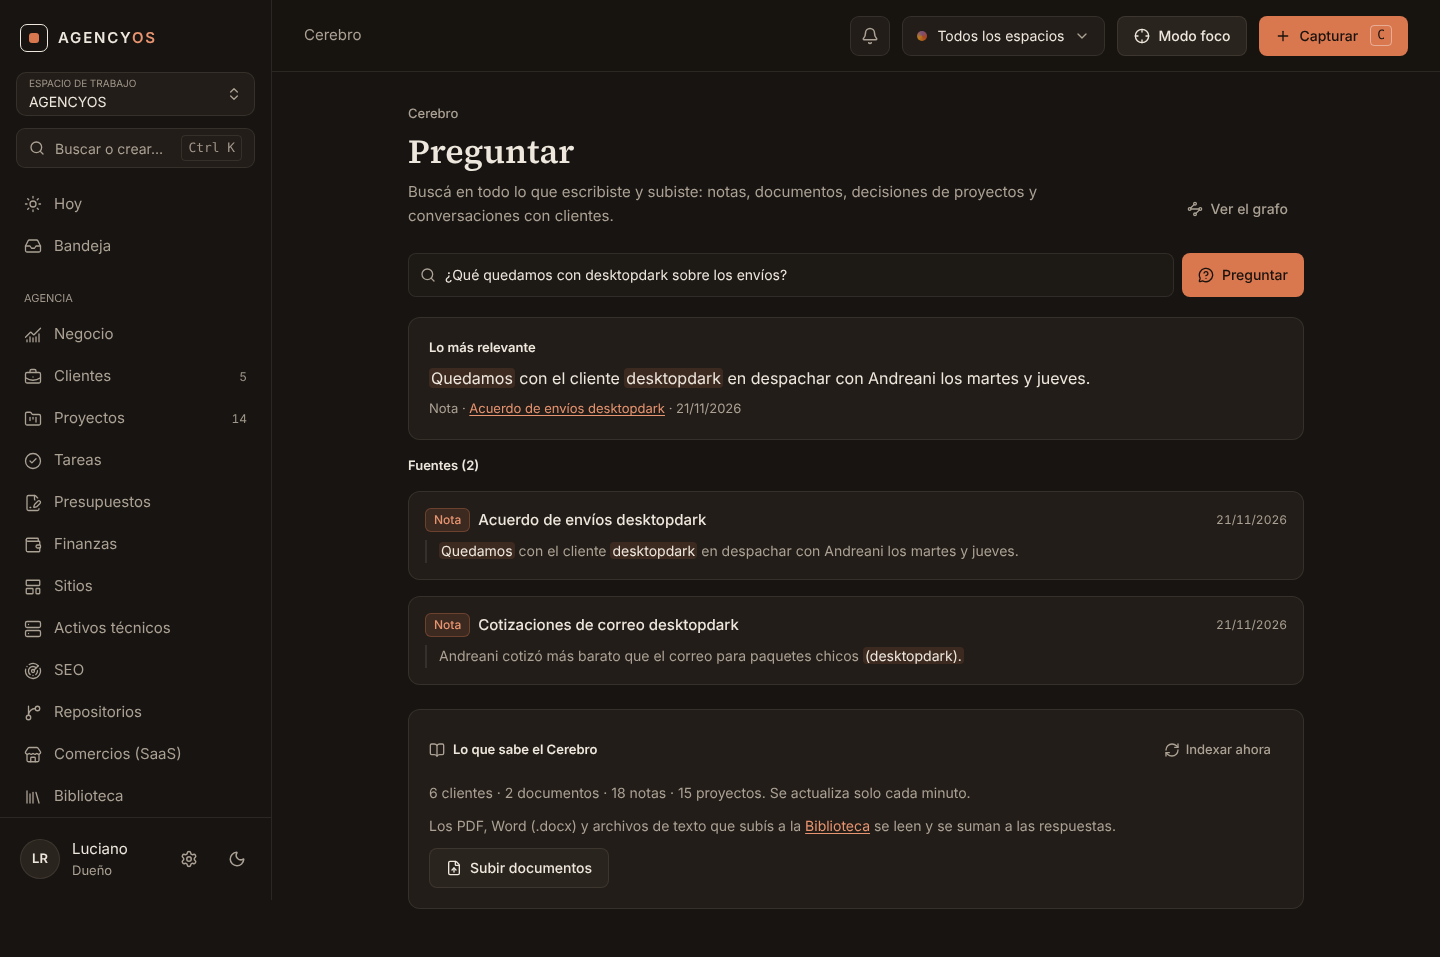 AGENCYOS
ESPACIO DE TRABAJO
AGENCYOS
Buscar o crear... Ctrl K
Hoy
Bandeja
AGENCIA
Negocio
Clientes 5
Proyectos 14
Tareas
Presupuestos
Finanzas
Sitios
Activos técnicos
SEO
Repositorios
Comercios (SaaS)
Biblioteca
LR
Luciano
Dueño
Cerebro
Todos los espacios
Modo foco
Capturar C
Cerebro
Preguntar
Buscá en todo lo que escribiste y subiste: notas, documentos, decisiones de proyectos y
conversaciones con clientes.
Ver el grafo
¿Qué quedamos con desktopdark sobre los envíos?
Preguntar
Lo más relevante
Quedamos con el cliente desktopdark en despachar con Andreani los martes y jueves.
Nota · Acuerdo de envíos desktopdark · 21/11/2026
Fuentes (2)
Nota Acuerdo de envíos desktopdark 21/11/2026
Quedamos con el cliente desktopdark en despachar con Andreani los martes y jueves.
Nota Cotizaciones de correo desktopdark 21/11/2026
Andreani cotizó más barato que el correo para paquetes chicos (desktopdark).
Lo que sabe el Cerebro
Indexar ahora
6 clientes · 2 documentos · 18 notas · 15 proyectos. Se actualiza solo cada minuto.
Los PDF, Word (.docx) y archivos de texto que subís a la Biblioteca se leen y se suman a las respuestas.
Subir documentos